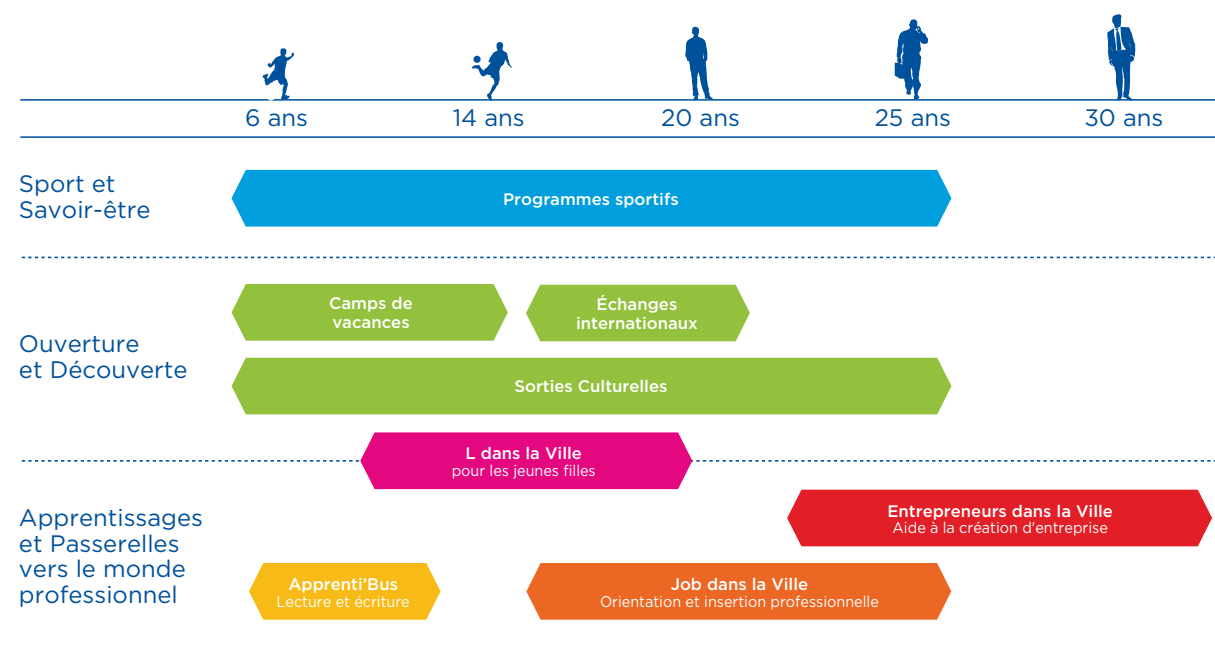 6 ans 14 ans 20 ans 25 ans 30 ans
Sport et
Savoir-être
Programmes sportifs
Ouverture
et Découverte
Camps de
vacances
Échanges
internationaux
Sorties Culturelles
L dans la Ville
pour les jeunes filles
Apprentissages
et Passerelles
vers le monde
professionnel
Entrepreneurs dans la Ville
Aide à la création d'entreprise
Apprenti’Bus
Lecture et écriture
Job dans la Ville
Orientation et insertion professionnelle